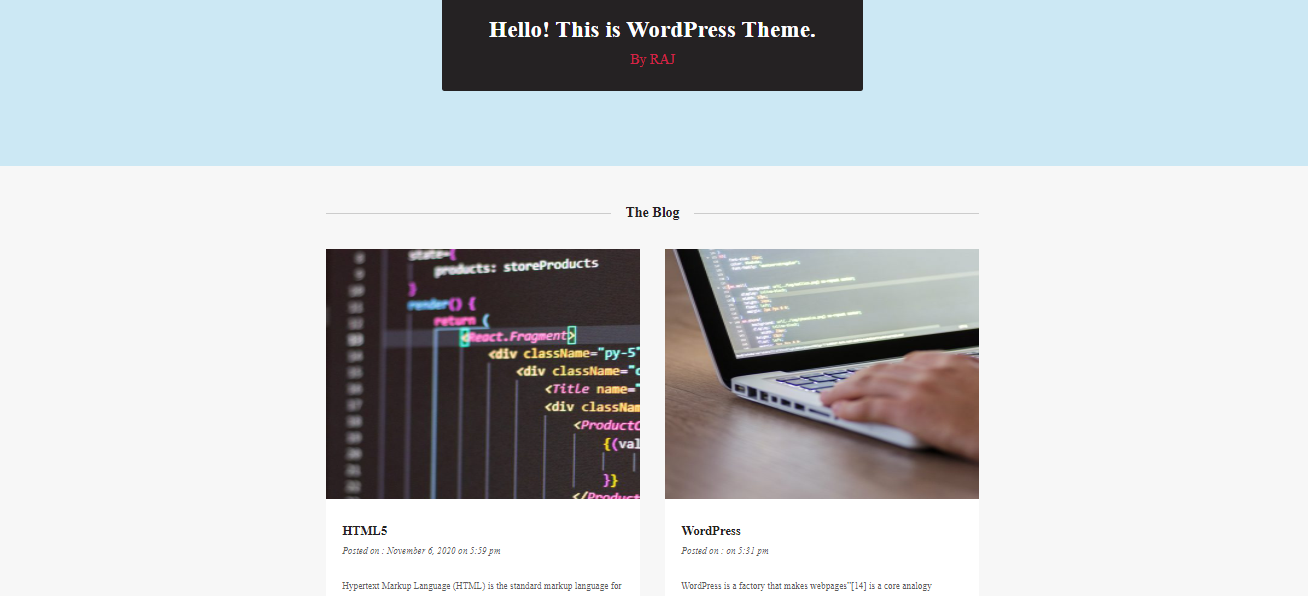 Hello! This is WordPress Theme.
By RAJ
The Blog
state={
products: storeProducts
}
render() {
return (
<React.Fragment>
<div className="py-5"
<div className="c
<Title name="
<div classNam
<ProductC
{(val
}}
</Product
HTML5
Posted on : November 6, 2020 on 5:59 pm
Hypertext Markup Language (HTML) is the standard markup language for
WordPress
Posted on : on 5:31 pm
WordPress is a factory that makes webpages"[14] is a core analogy